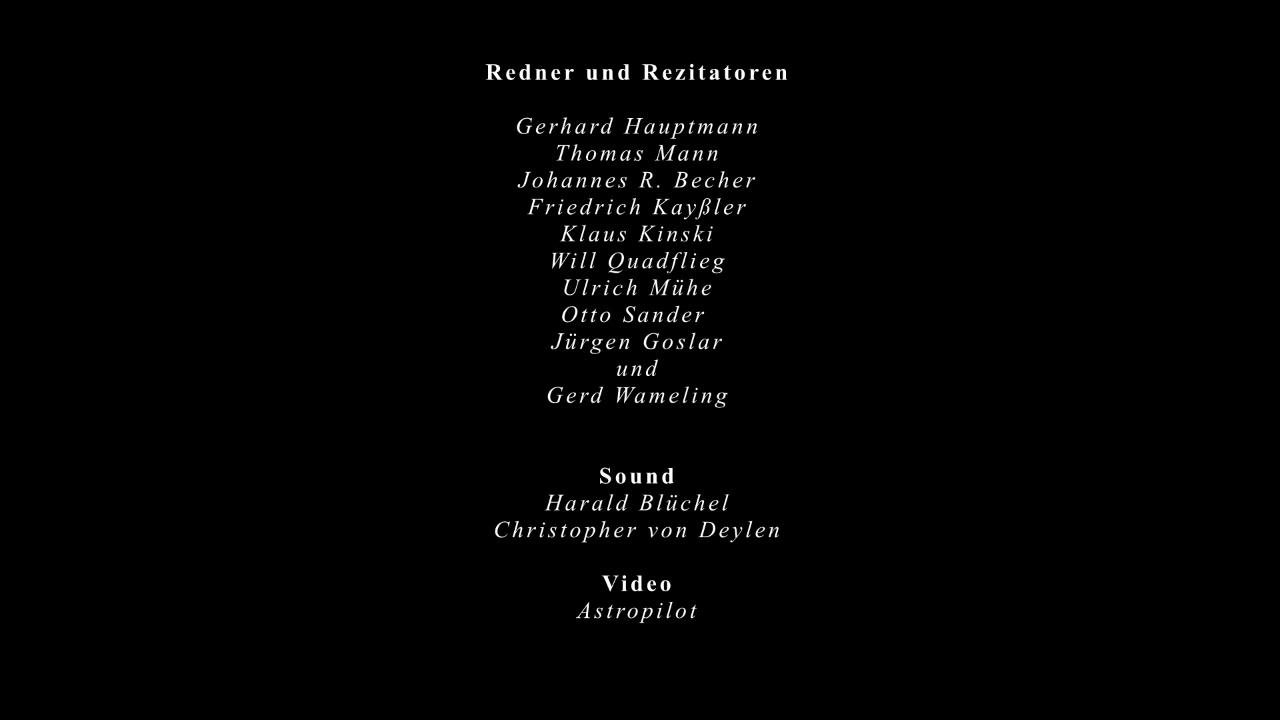 Redner und Rezitatoren
Gerhard Hauptmann
Thomas Mann
Johannes R. Becher
Friedrich Kayßler
Klaus Kinski
Will Quadflieg
Ulrich Mühe
Otto Sander
Jürgen Goslar
und
Gerd Wameling
Sound
Harald Blüchel
Christopher von Deylen
Video
Astropilot